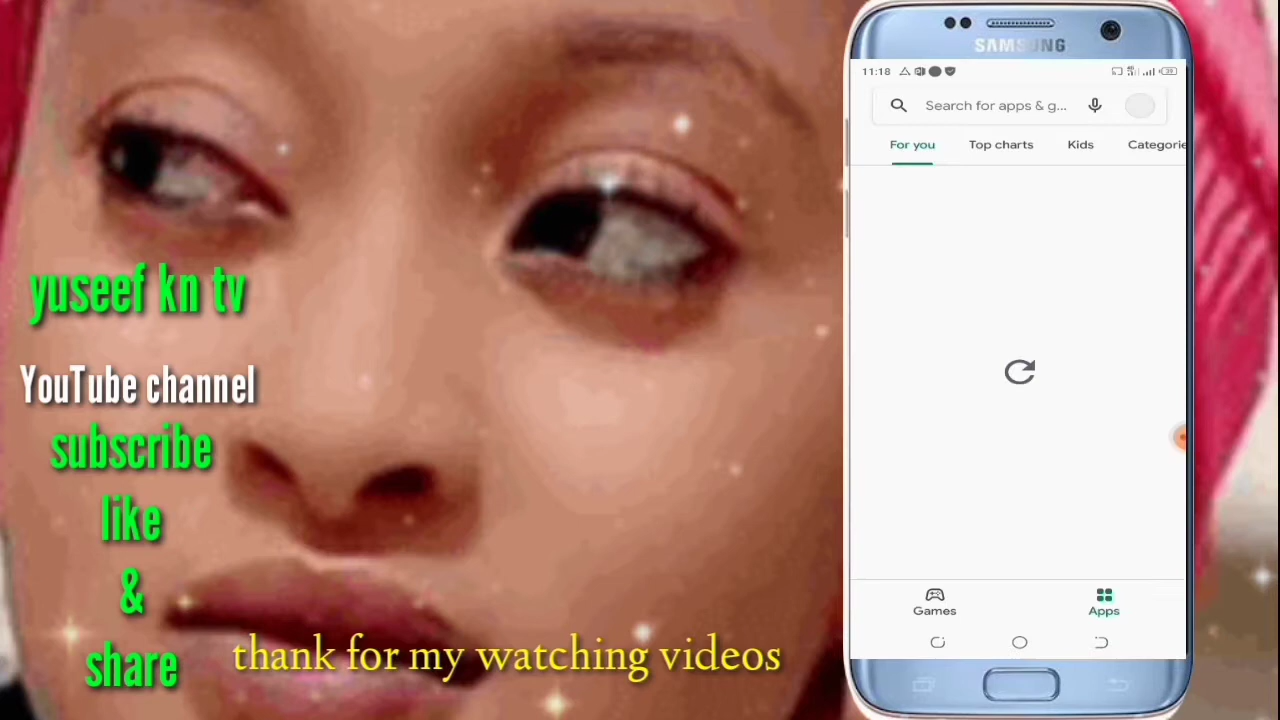 yuseef kn tv
YouTube channel
subscribe
like
&
share
thank for my watching videos
SAMSUNG
11:18
39
Search for apps & g...
For you
Top charts
Kids
Categorie
Games
Apps